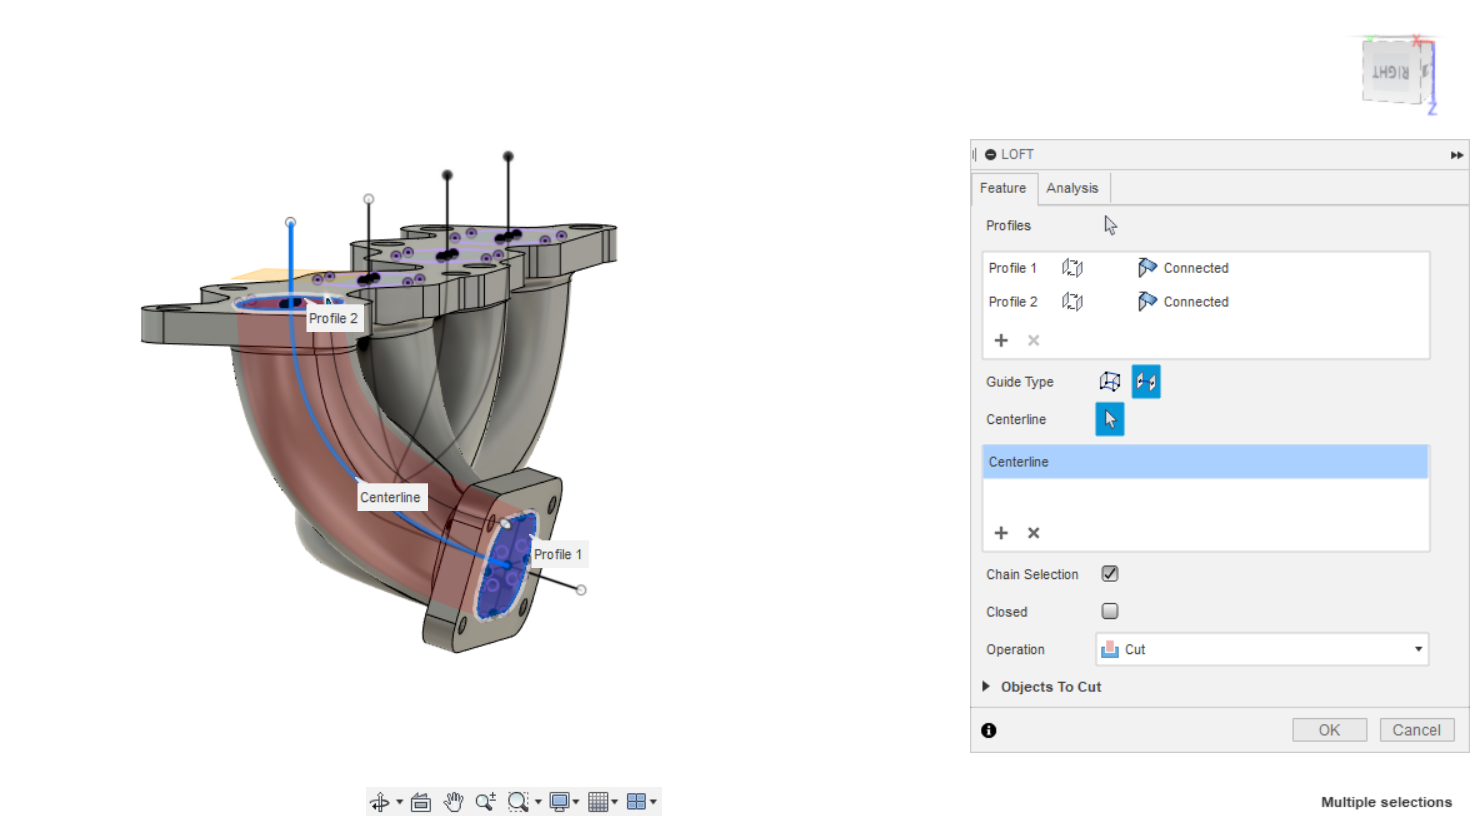 X
RIGHT
Z
LOFT
Feature
Analysis
Profiles
Profile 1
Connected
Profile 2
Connected
Guide Type
Centerline
Centerline
Chain Selection
Closed
Operation
Cut
Objects To Cut
OK
Cancel
Profile 2
Centerline
Profile 1
Multiple selections